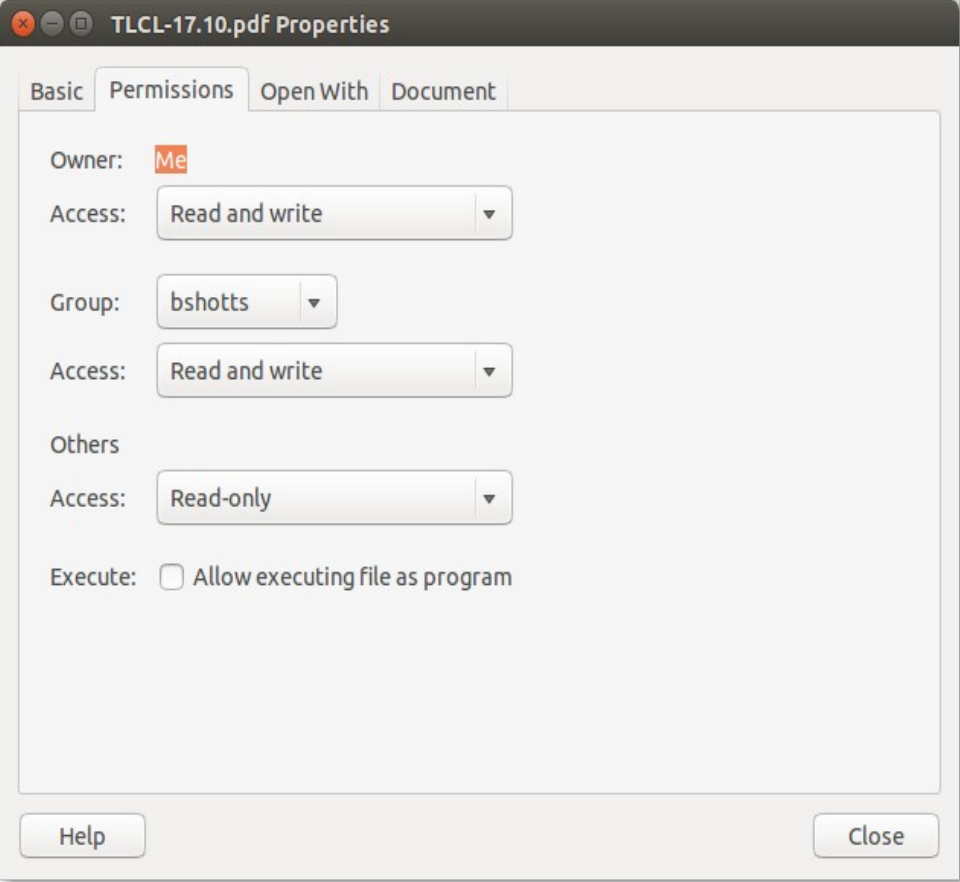 TLCL-17.10.pdf Properties
Basic Permissions Open With Document
Owner: Me
Access: Read and write
Group: bshotts
Access: Read and write
Others
Access: Read-only
Execute: Allow executing file as program
Help Close